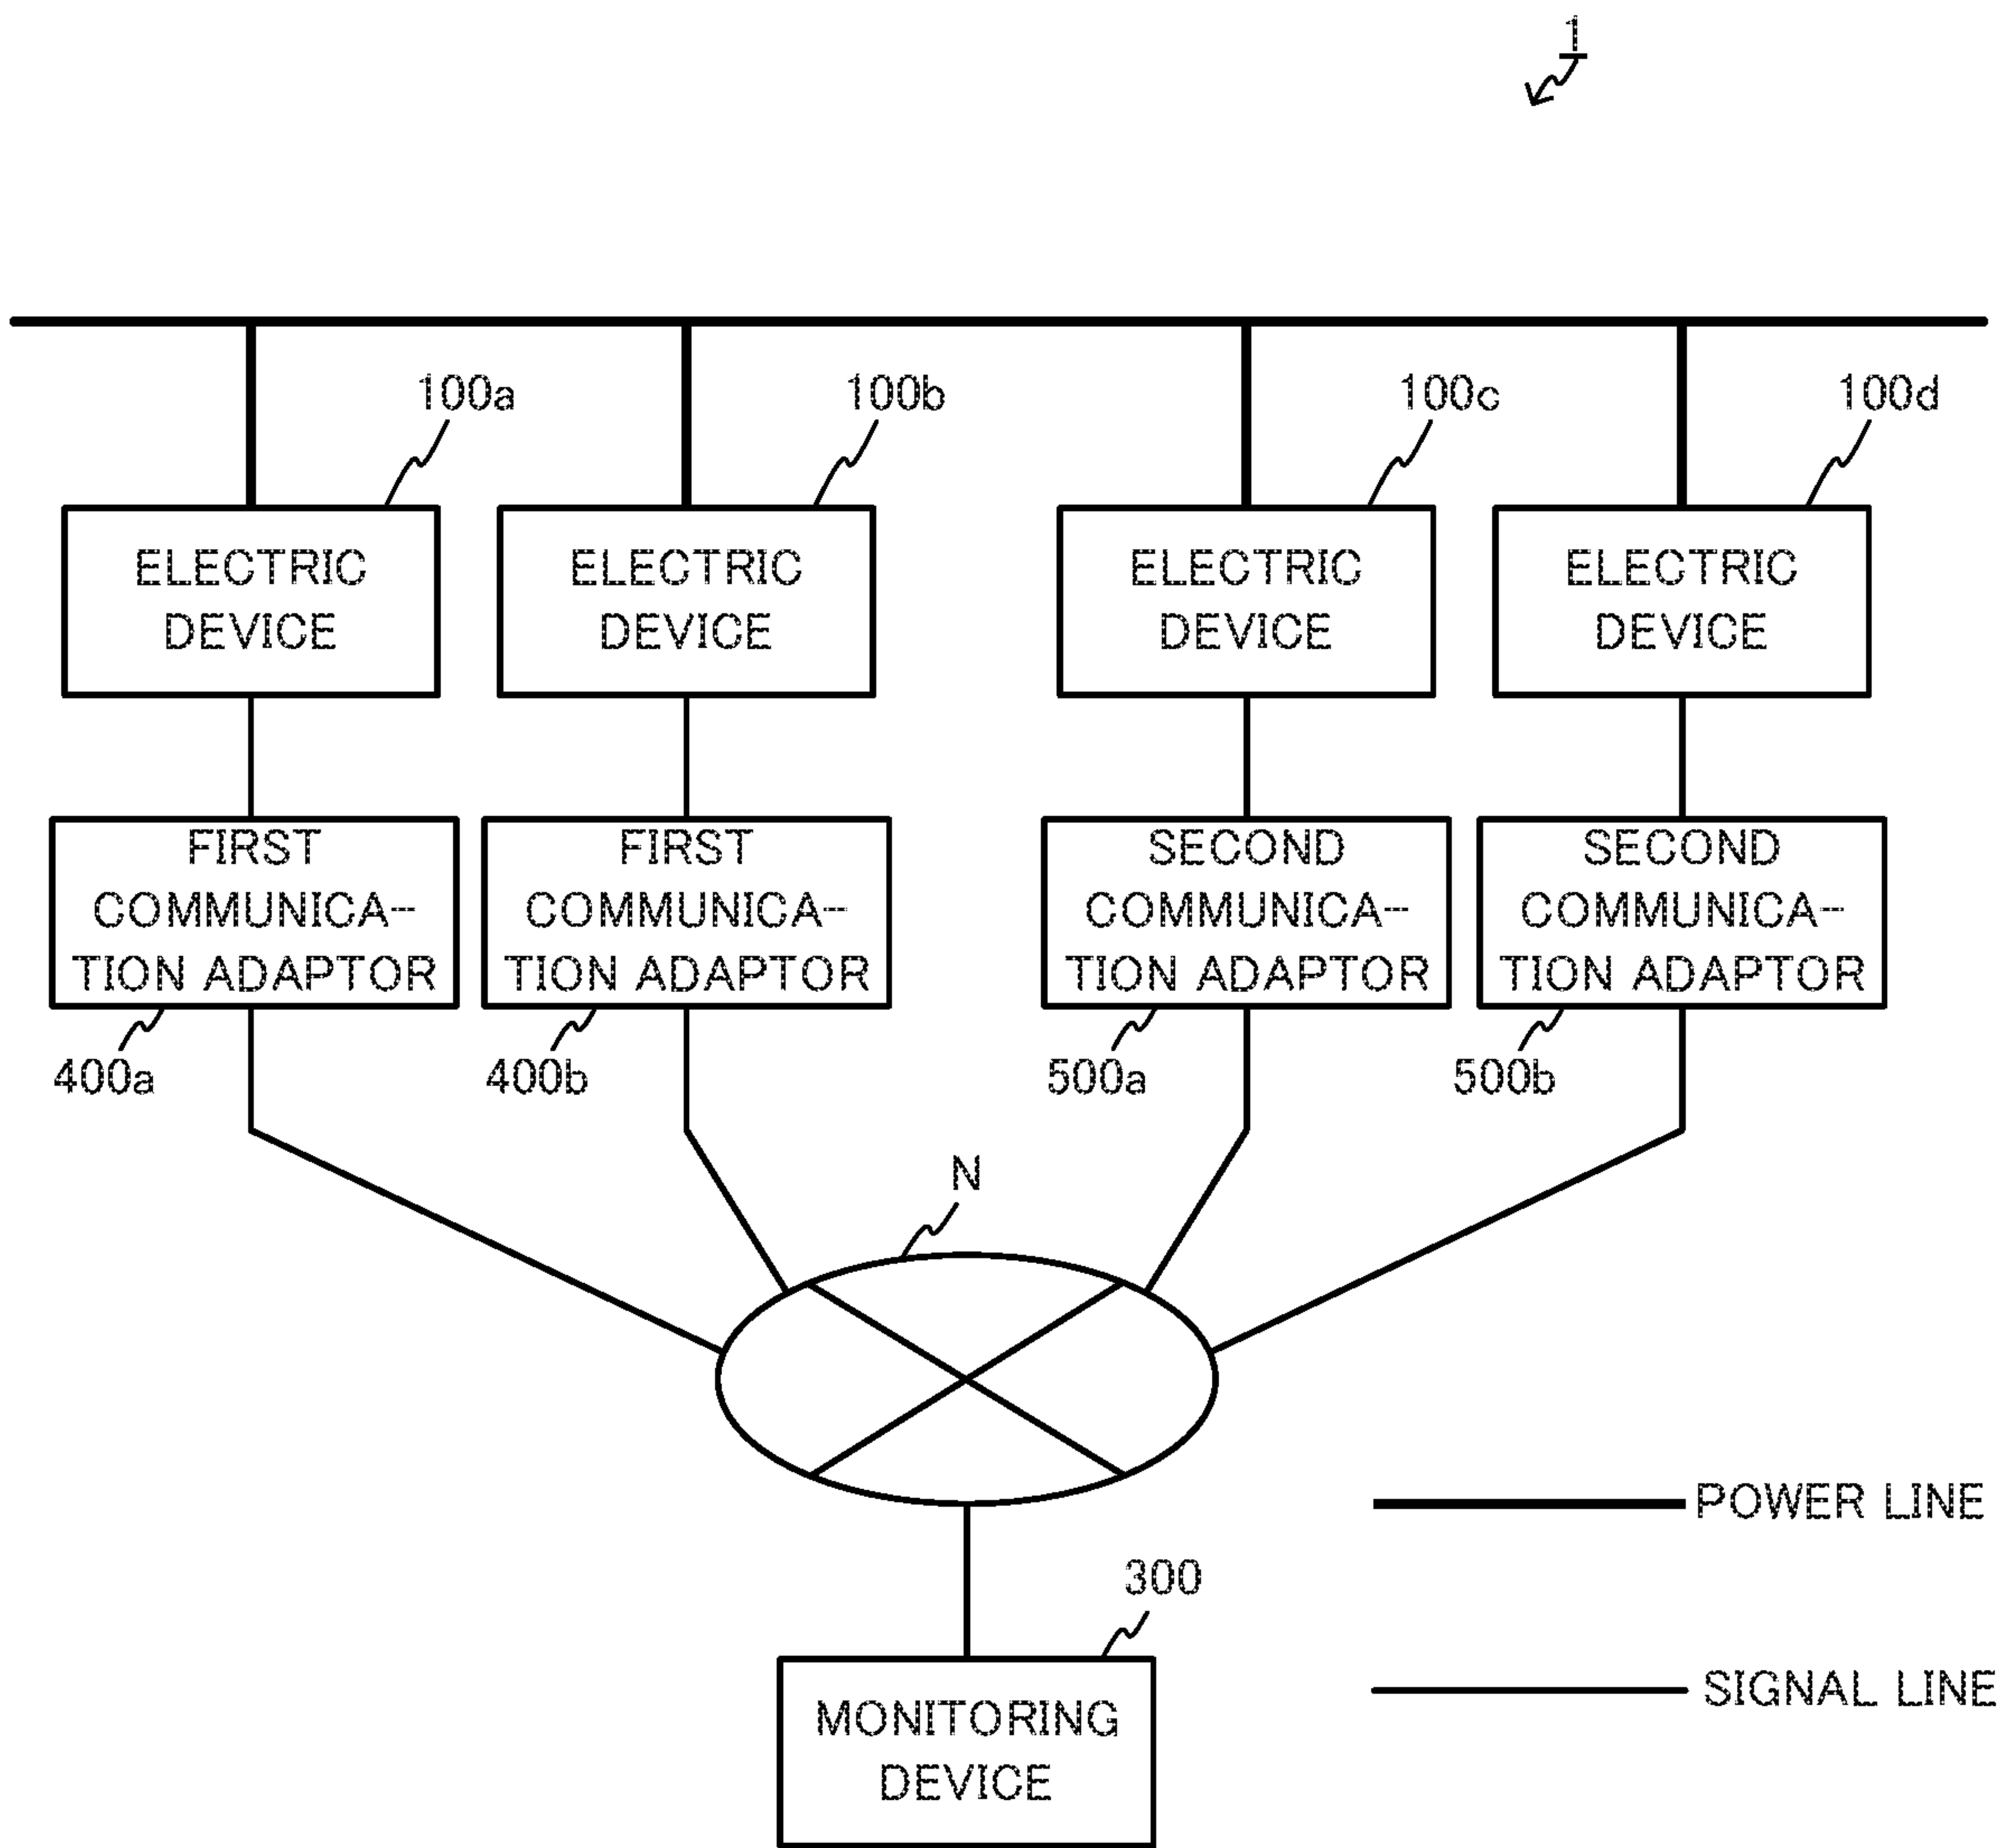 1
100a
100b
100c
100d
ELECTRIC
DEVICE
ELECTRIC
DEVICE
ELECTRIC
DEVICE
ELECTRIC
DEVICE
FIRST
COMMUNICA-
TION ADAPTOR
FIRST
COMMUNICA-
TION ADAPTOR
SECOND
COMMUNICA-
TION ADAPTOR
SECOND
COMMUNICA-
TION ADAPTOR
400a
400b
500a
500b
N
POWER LINE
300
SIGNAL LINE
MONITORING
DEVICE